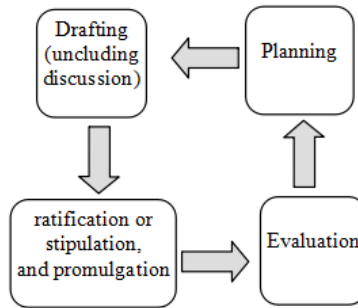 Drafting
(uncluding
discussion)
Planning
ratification or
stipulation,
and promulgation
Evaluation